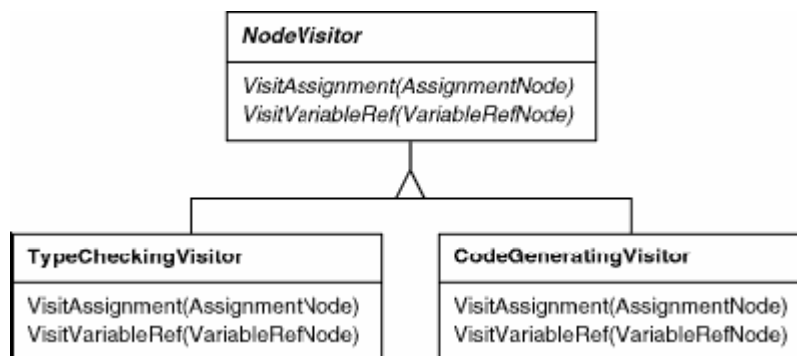 NodeVisitor
VisitAssignment(AssignmentNode)
VisitVariableRef(VariableRefNode)
TypeCheckingVisitor
VisitAssignment(AssignmentNode)
VisitVariableRef(VariableRefNode)
CodeGeneratingVisitor
VisitAssignment(AssignmentNode)
VisitVariableRef(VariableRefNode)